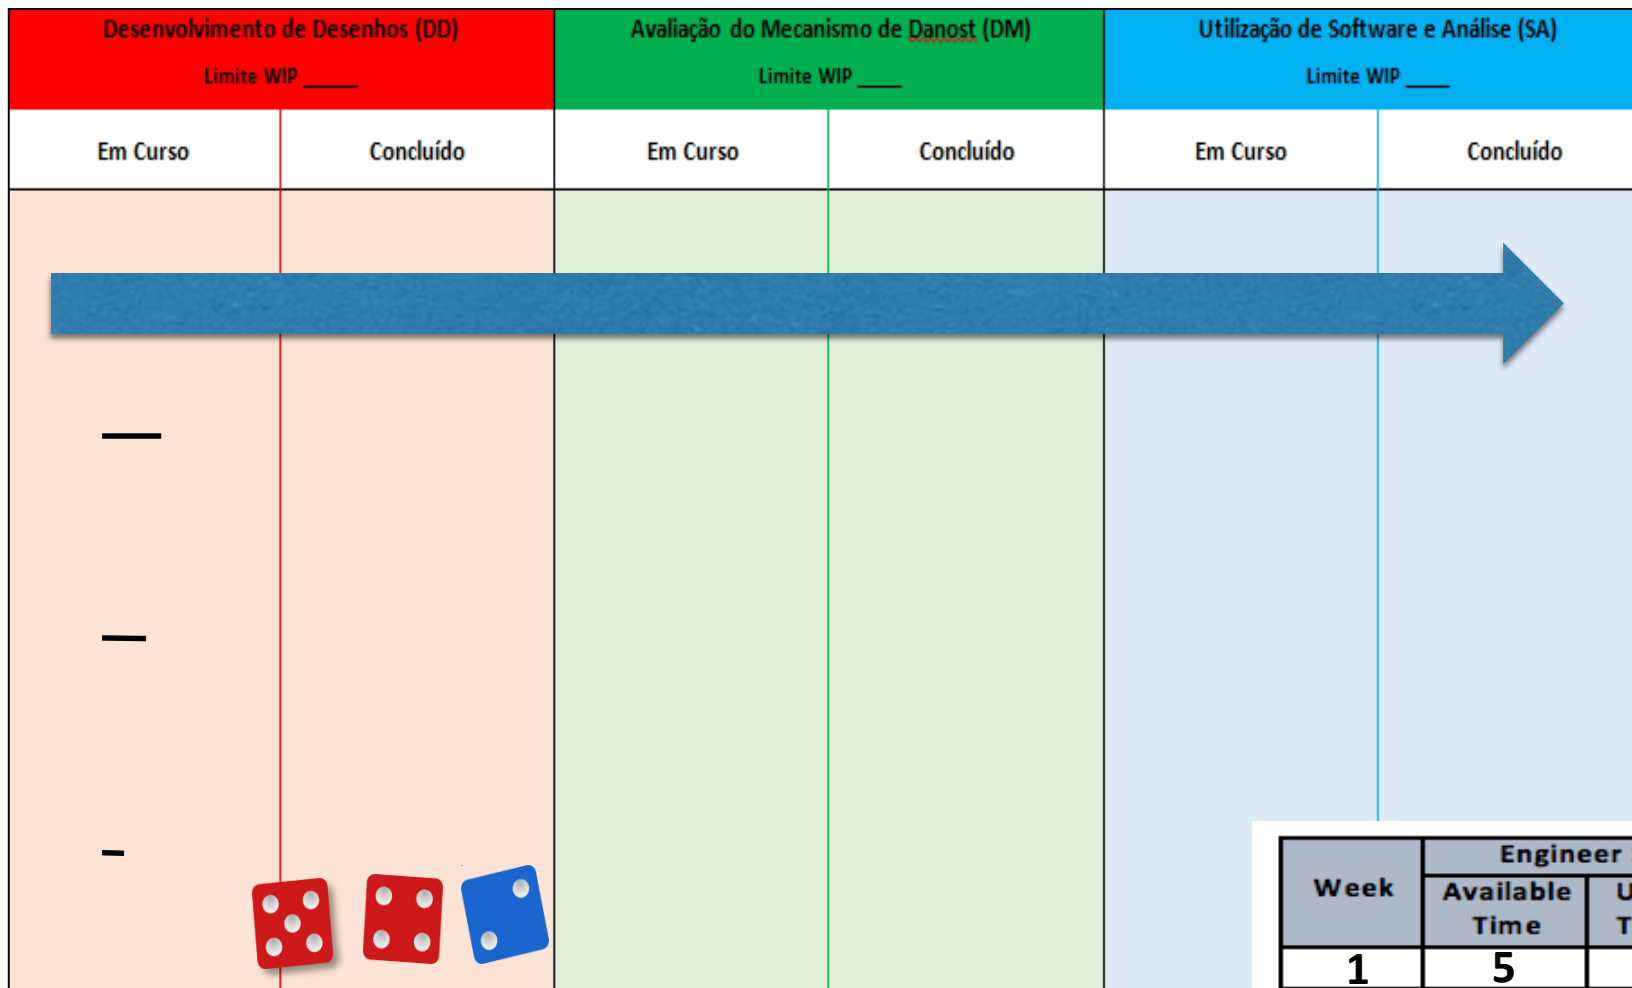 Desenvolvimento de Desenhos (DD)
Limite WIP _____
Avaliação do Mecanismo de Danost (DM)
Limite WIP ____
Utilização de Software e Análise (SA)
Limite WIP ____
Em Curso
Concluído
Em Curso
Concluído
Em Curso
Concluído
Engineer
Week
Available
Time
1
5